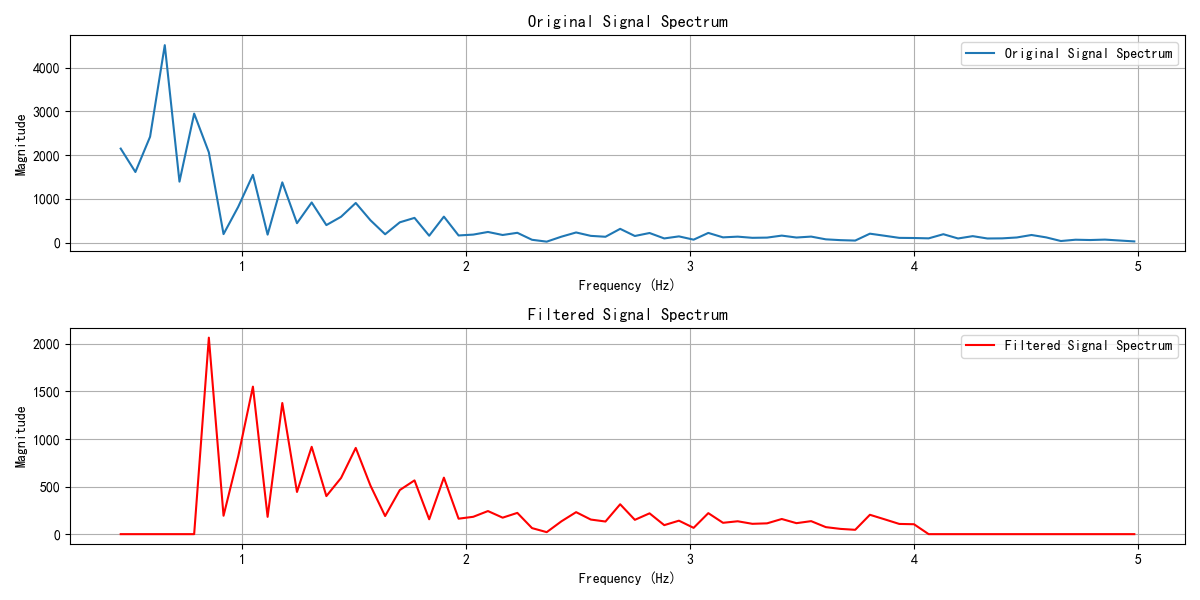 Original Signal Spectrum
Original Signal Spectrum
Magnitude
4000
3000
2000
1000
0
1
2
3
4
5
Frequency (Hz)
Filtered Signal Spectrum
Filtered Signal Spectrum
Magnitude
2000
1500
1000
500
0
1
2
3
4
5
Frequency (Hz)